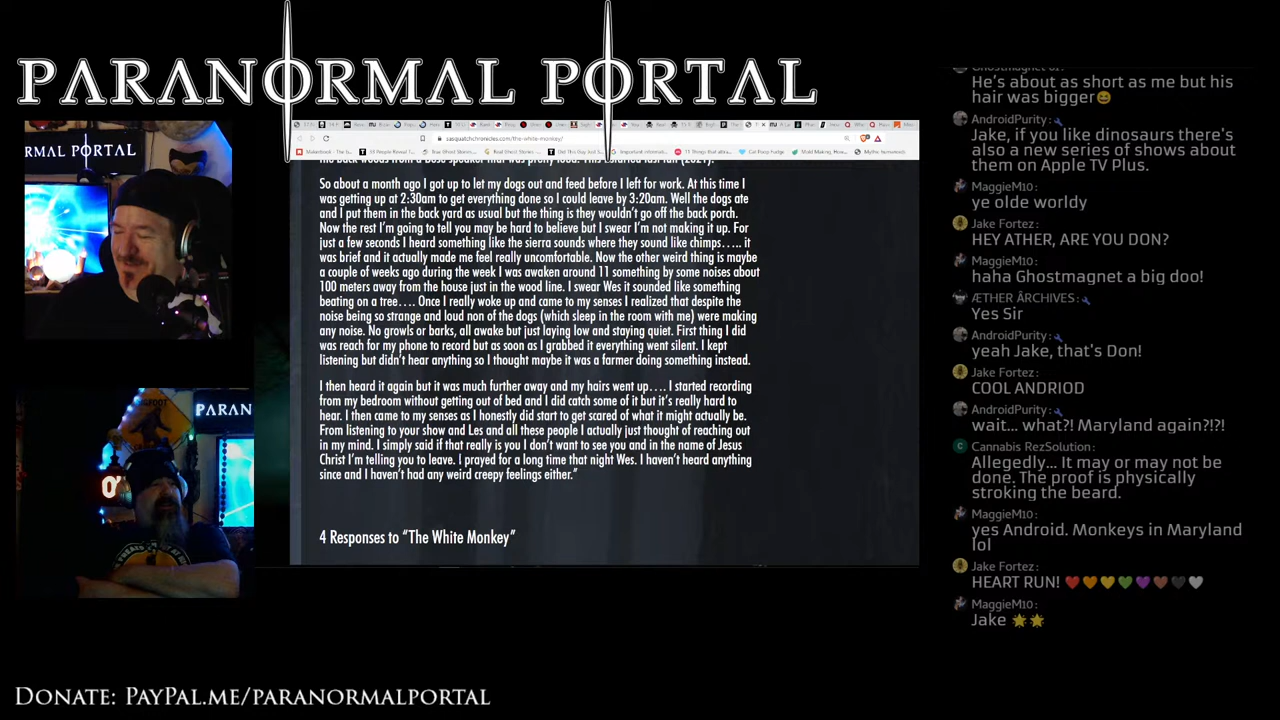 PARANORMAL PORTAL
RMAL PORTAL
PARAN
sasquatchchronicles.com/the-white-monkey/
So about a month ago I got up to let my dogs out and feed before I left for work. At this time I
was getting up at 2:30am to get everything done so I could leave by 3:20am. Well the dogs ate
and I put them in the back yard as usual but the thing is they wouldn't go off the back porch.
Now the rest I'm going to tell you may be hard to believe but I swear I'm not making it up. For
just a few seconds I heard something like the sierra sounds where they sound like chimps….. it
was brief and it actually made me feel really uncomfortable. Now the other weird thing is maybe
a couple of weeks ago during the week I was awaken around 11 something by some noises about
100 meters away from the house just in the wood line. I swear Wes it sounded like something
beating on a tree…. Once I really woke up and came to my senses I realized that despite the
noise being so strange and loud non of the dogs (which sleep in the room with me) were making
any noise. No growls or barks, all awake but just laying low and staying quiet. First thing I did
was reach for my phone to record but as soon as I grabbed it everything went silent. I kept
listening but didn't hear anything so I thought maybe it was a farmer doing something instead.
I then heard it again but it was much further away and my hairs went up…. I started recording
from my bedroom without getting out of bed and I did catch some of it but it's really hard to
hear. I then came to my senses as I honestly did start to get scared of what it might actually be.
From listening to your show and Les and all these people I actually just thought of reaching out
in my mind. I simply said if that really is you I don't want to see you and in the name of Jesus
Christ I'm telling you to leave. I prayed for a long time that night Wes. I haven't heard anything
since and I haven't had any weird creepy feelings either."
4 Responses to "The White Monkey"
He's about as short as me but his
hair was bigger😆
AndroidPurity:
Jake, if you like dinosaurs there's
also a new series of shows about
them on Apple TV Plus.
MaggieM10:
ye olde worldy
Jake Fortez:
HEY ATHER, ARE YOU DON?
MaggieM10:
haha Ghostmagnet a big doo!
ÆTHER ÂRCHIVES:
Yes Sir
AndroidPurity:
yeah Jake, that's Don!
Jake Fortez:
COOL ANDRIOD
AndroidPurity:
wait... what?! Maryland again?!?!
Cannabis RezSolution:
Allegedly... It may or may not be
done. The proof is physically
stroking the beard.
MaggieM10:
yes Android. Monkeys in Maryland
lol
Jake Fortez:
HEART RUN! ❤️🧡💛💚💜🤎🖤🤍
MaggieM10:
Jake 🌟🌟
DONATE: PAYPAL.ME/PARANORMALPORTAL